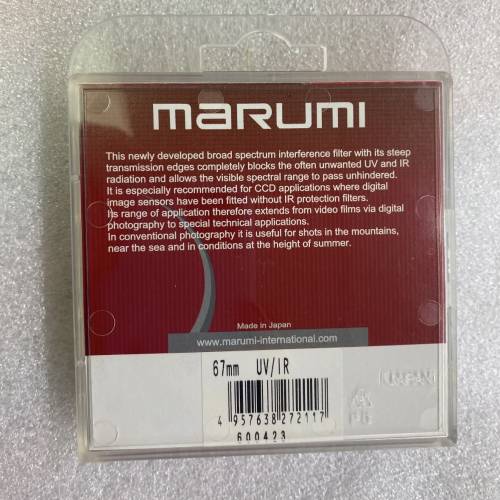 marumi
This newly developed broad spectrum interference filter with its steep
transmission edges completely blocks the often unwanted UV and IR
radiation and allows the visible spectral range to pass unhindered.
It is especially recommended for CCD applications where digital
image sensors have been fitted without IR protection filters.
Its range of application therefore extends from video films via digital
photography to special technical applications.
In conventional photography it is useful for shots in the mountains,
near the sea and in conditions at the height of summer.
Made in Japan
www.marumi-international.com
67mm UV/IR
4 957638 272117
600423